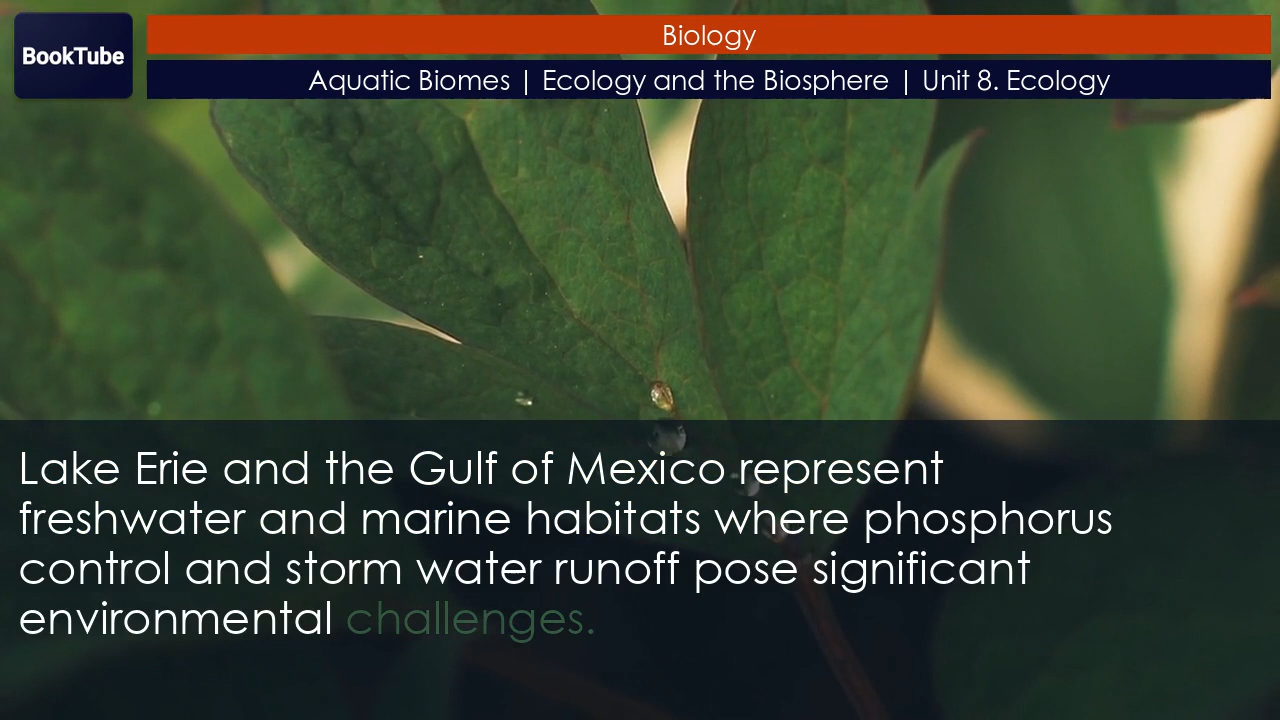 BookTube
Biology
Aquatic Biomes | Ecology and the Biosphere | Unit 8. Ecology
Lake Erie and the Gulf of Mexico represent
freshwater and marine habitats where phosphorus
control and storm water runoff pose significant
environmental challenges.